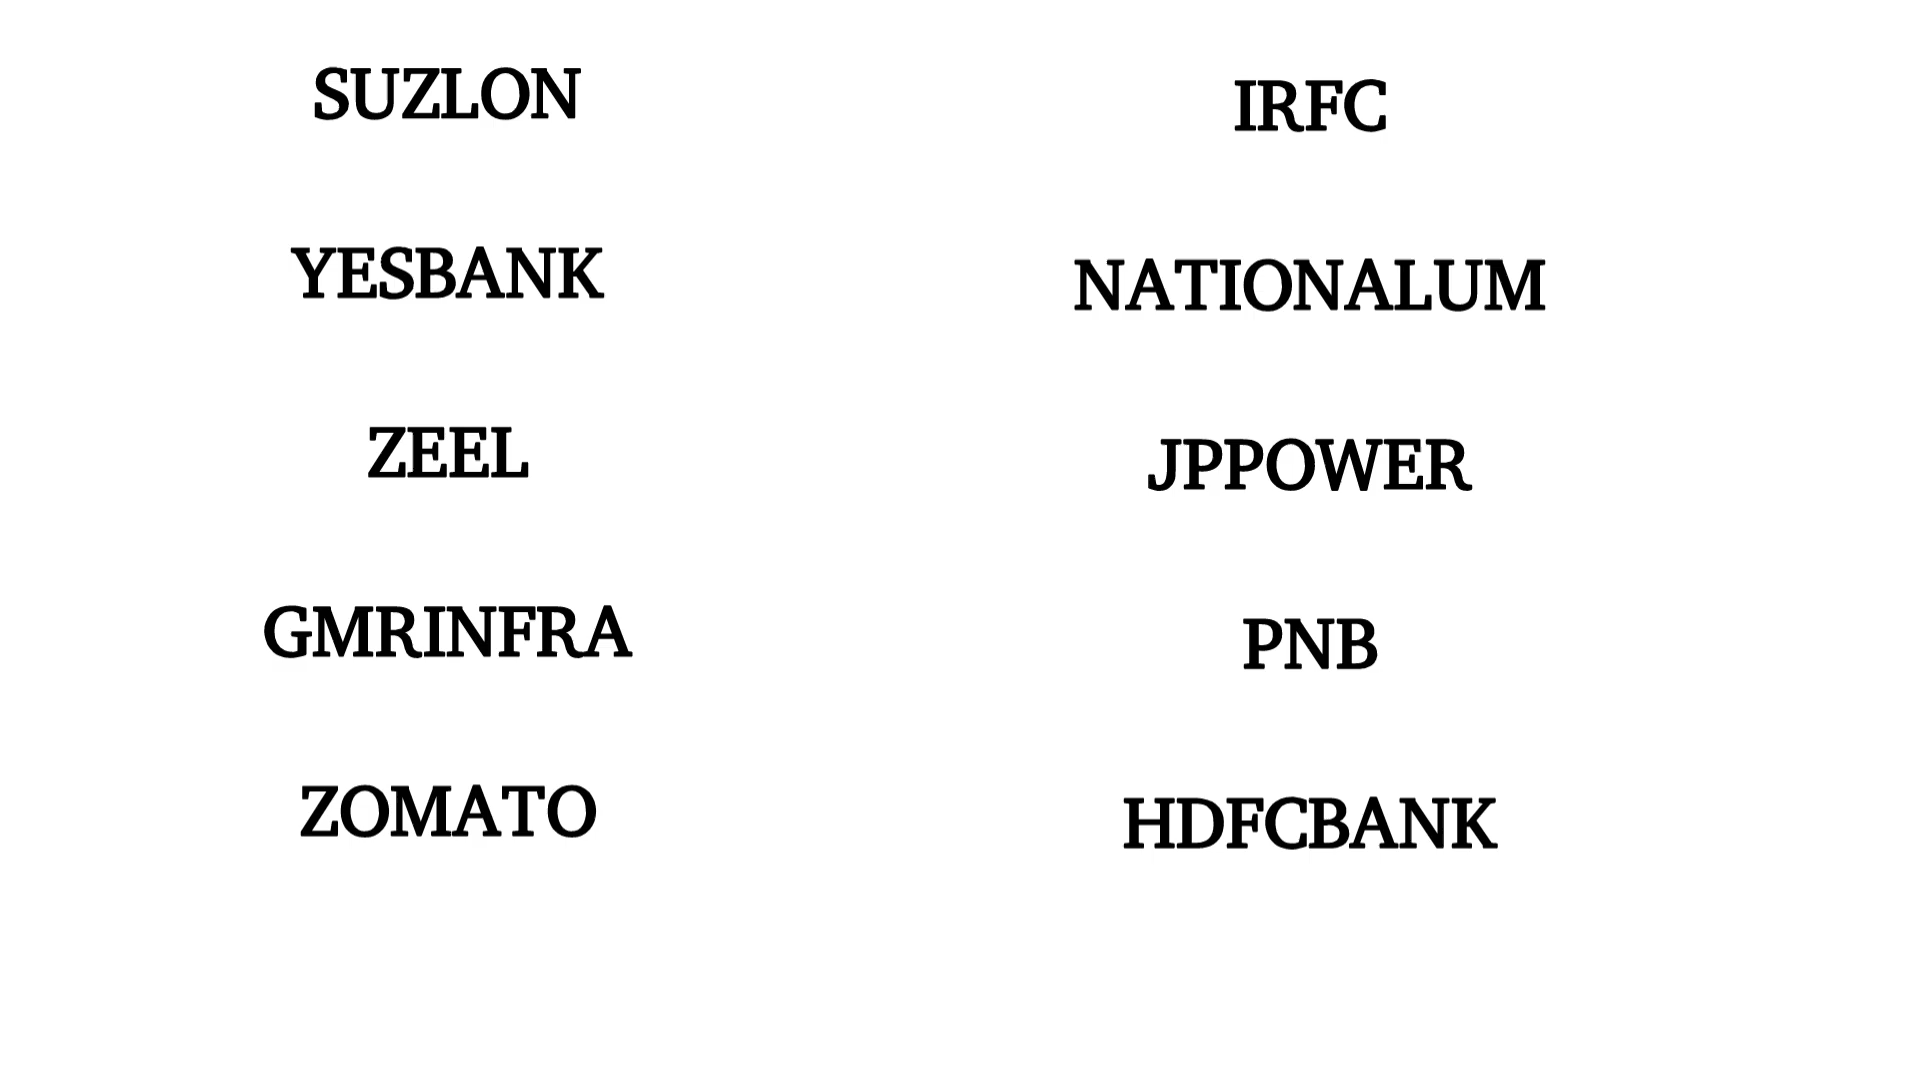 SUZLON
YESBANK
ZEEL
GMRINFRA
ZOMATO
IRFC
NATIONALUM
JPPOWER
PNB
HDFCBANK